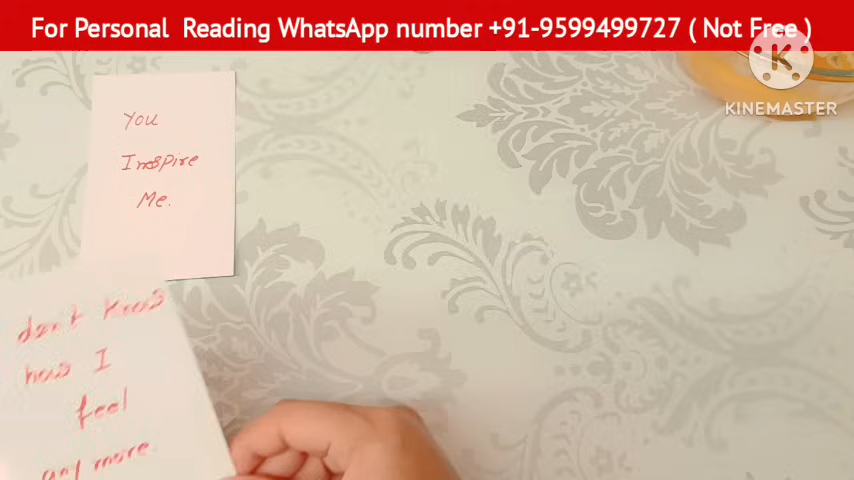 For Personal Reading WhatsApp number +91-9599499727 ( Not Free )
KINEMASTER
You
Inspire
Me.
don't know
how I
feel
any more.